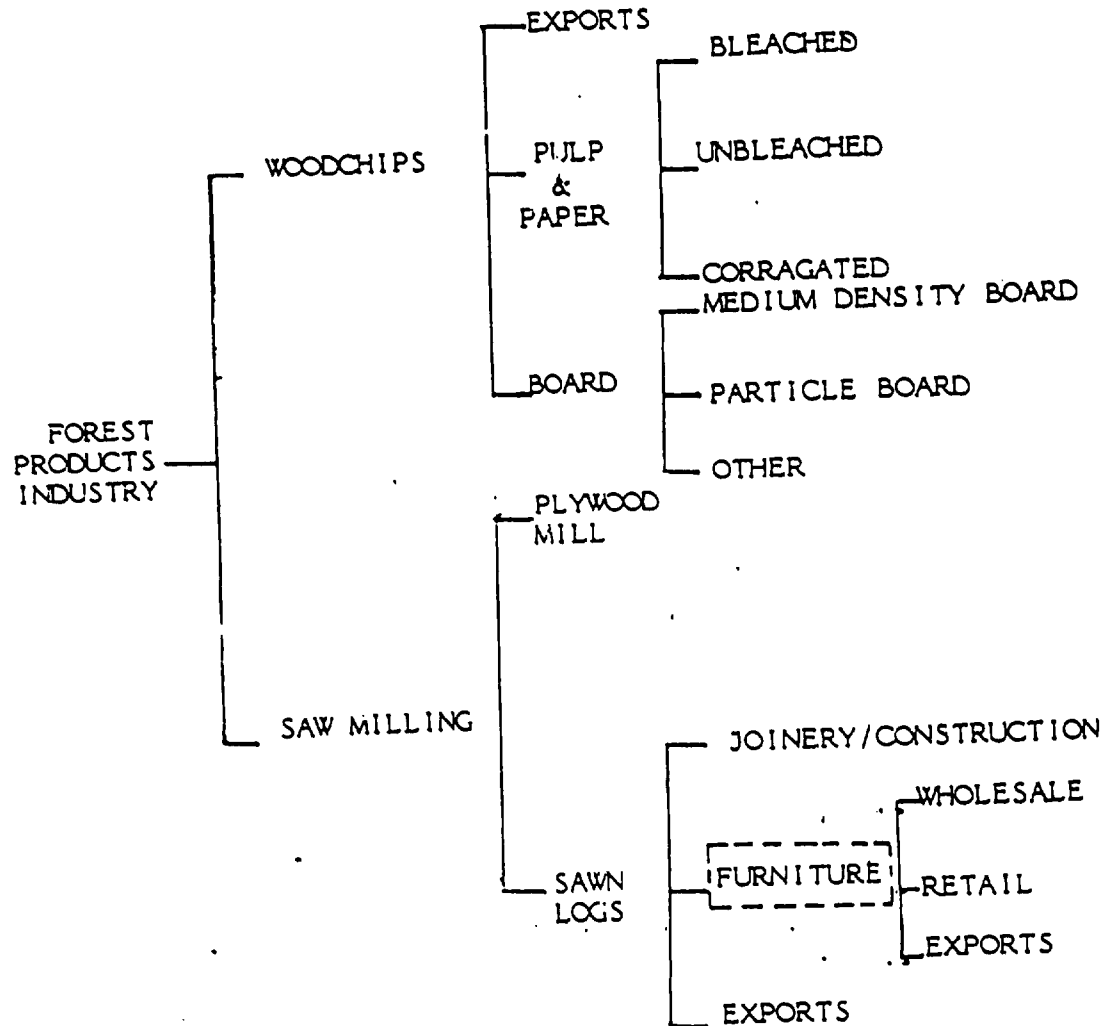 EXPORTS
BLEACHED
WOODCHIPS
PULP
&
PAPER
UNBLEACHED
CORRAGATED
MEDIUM DENSITY BOARD
BOARD
PARTICLE BOARD
OTHER
FOREST
PRODUCTS
INDUSTRY
PLYWOOD
MILL
SAW MILLING
JOINERY/CONSTRUCTION
WHOLESALE
SAWN
LOGS
FURNITURE
RETAIL
EXPORTS
EXPORTS